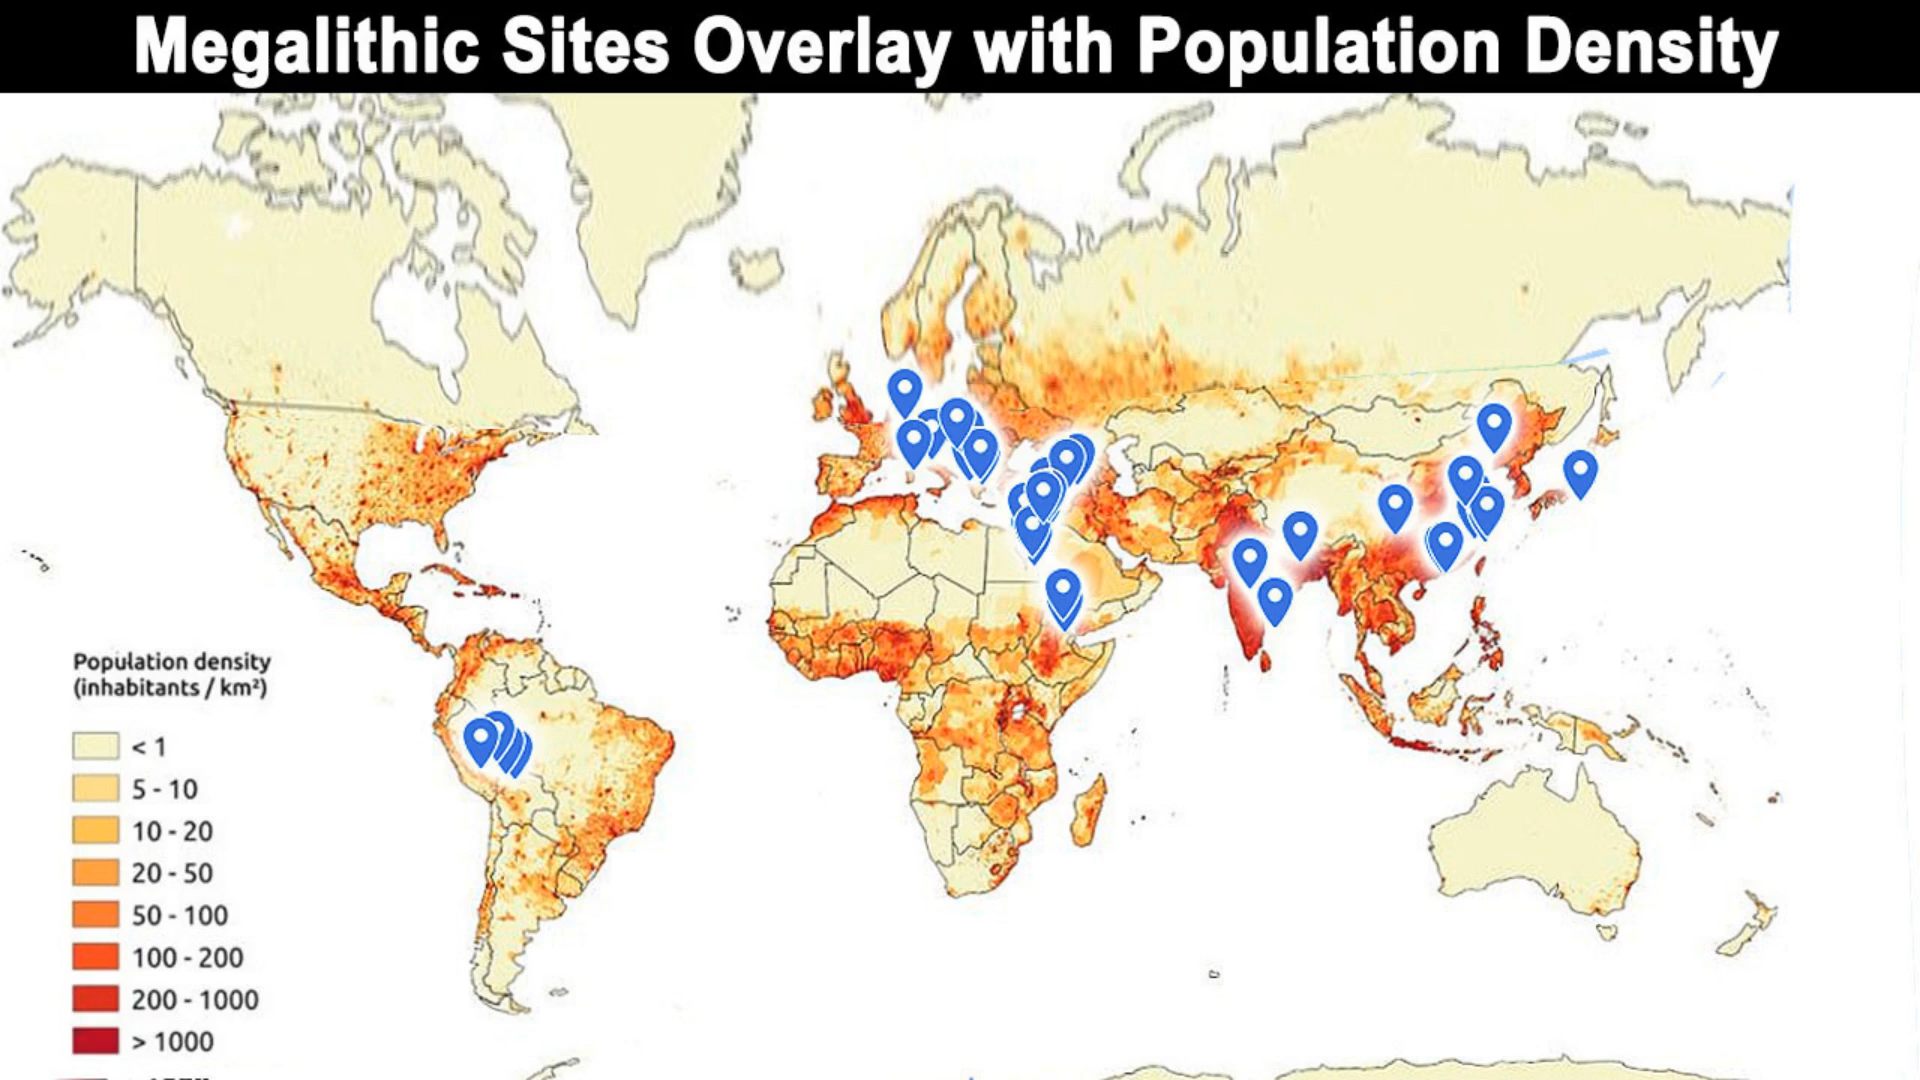 Megalithic Sites Overlay with Population Density
Population density
(inhabitants / km²)
< 1
5 - 10
10 - 20
20 - 50
50 - 100
100 - 200
200 - 1000
> 1000